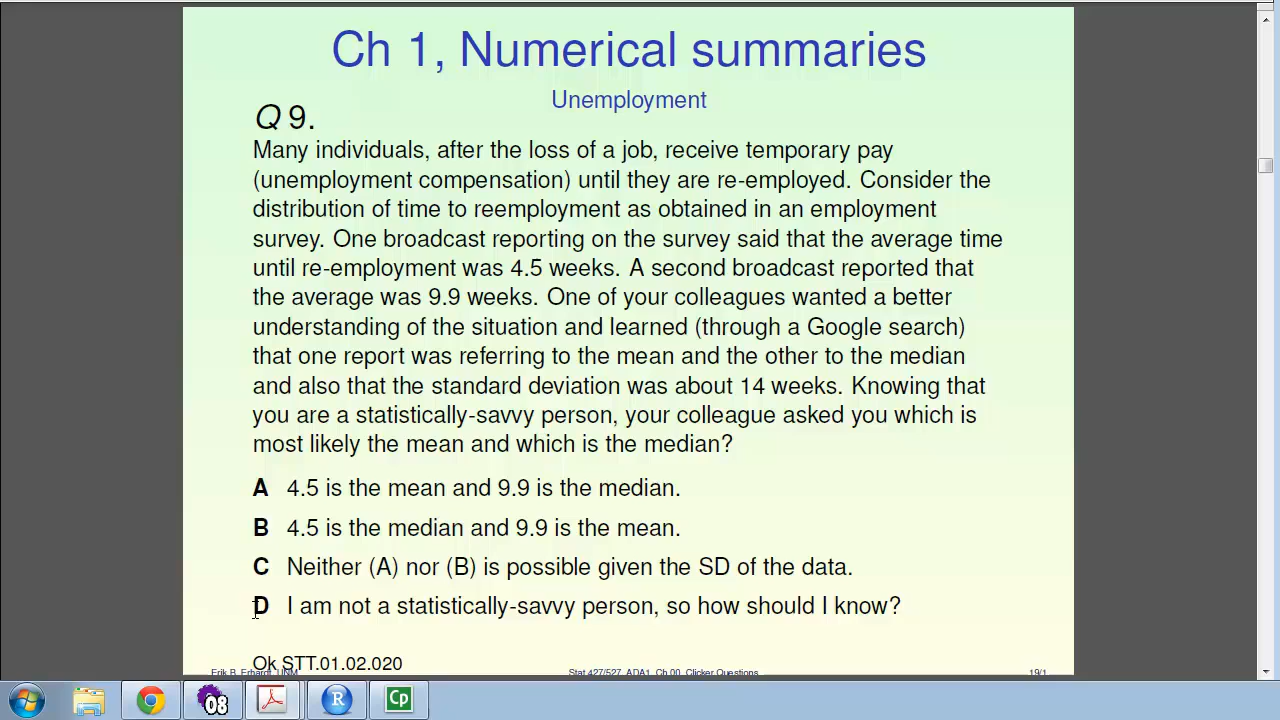 Ch 1, Numerical summaries
Unemployment
Q 9.
Many individuals, after the loss of a job, receive temporary pay
(unemployment compensation) until they are re-employed. Consider the
distribution of time to reemployment as obtained in an employment
survey. One broadcast reporting on the survey said that the average time
until re-employment was 4.5 weeks. A second broadcast reported that
the average was 9.9 weeks. One of your colleagues wanted a better
understanding of the situation and learned (through a Google search)
that one report was referring to the mean and the other to the median
and also that the standard deviation was about 14 weeks. Knowing that
you are a statistically-savvy person, your colleague asked you which is
most likely the mean and which is the median?
A 4.5 is the mean and 9.9 is the median.
B 4.5 is the median and 9.9 is the mean.
C Neither (A) nor (B) is possible given the SD of the data.
D I am not a statistically-savvy person, so how should I know?
Ok STT.01.02.020
Erik B. Erhardt, UNM Stat 427/527, ADA1, Ch 00, Clicker Questions 19/1
08 R Cp